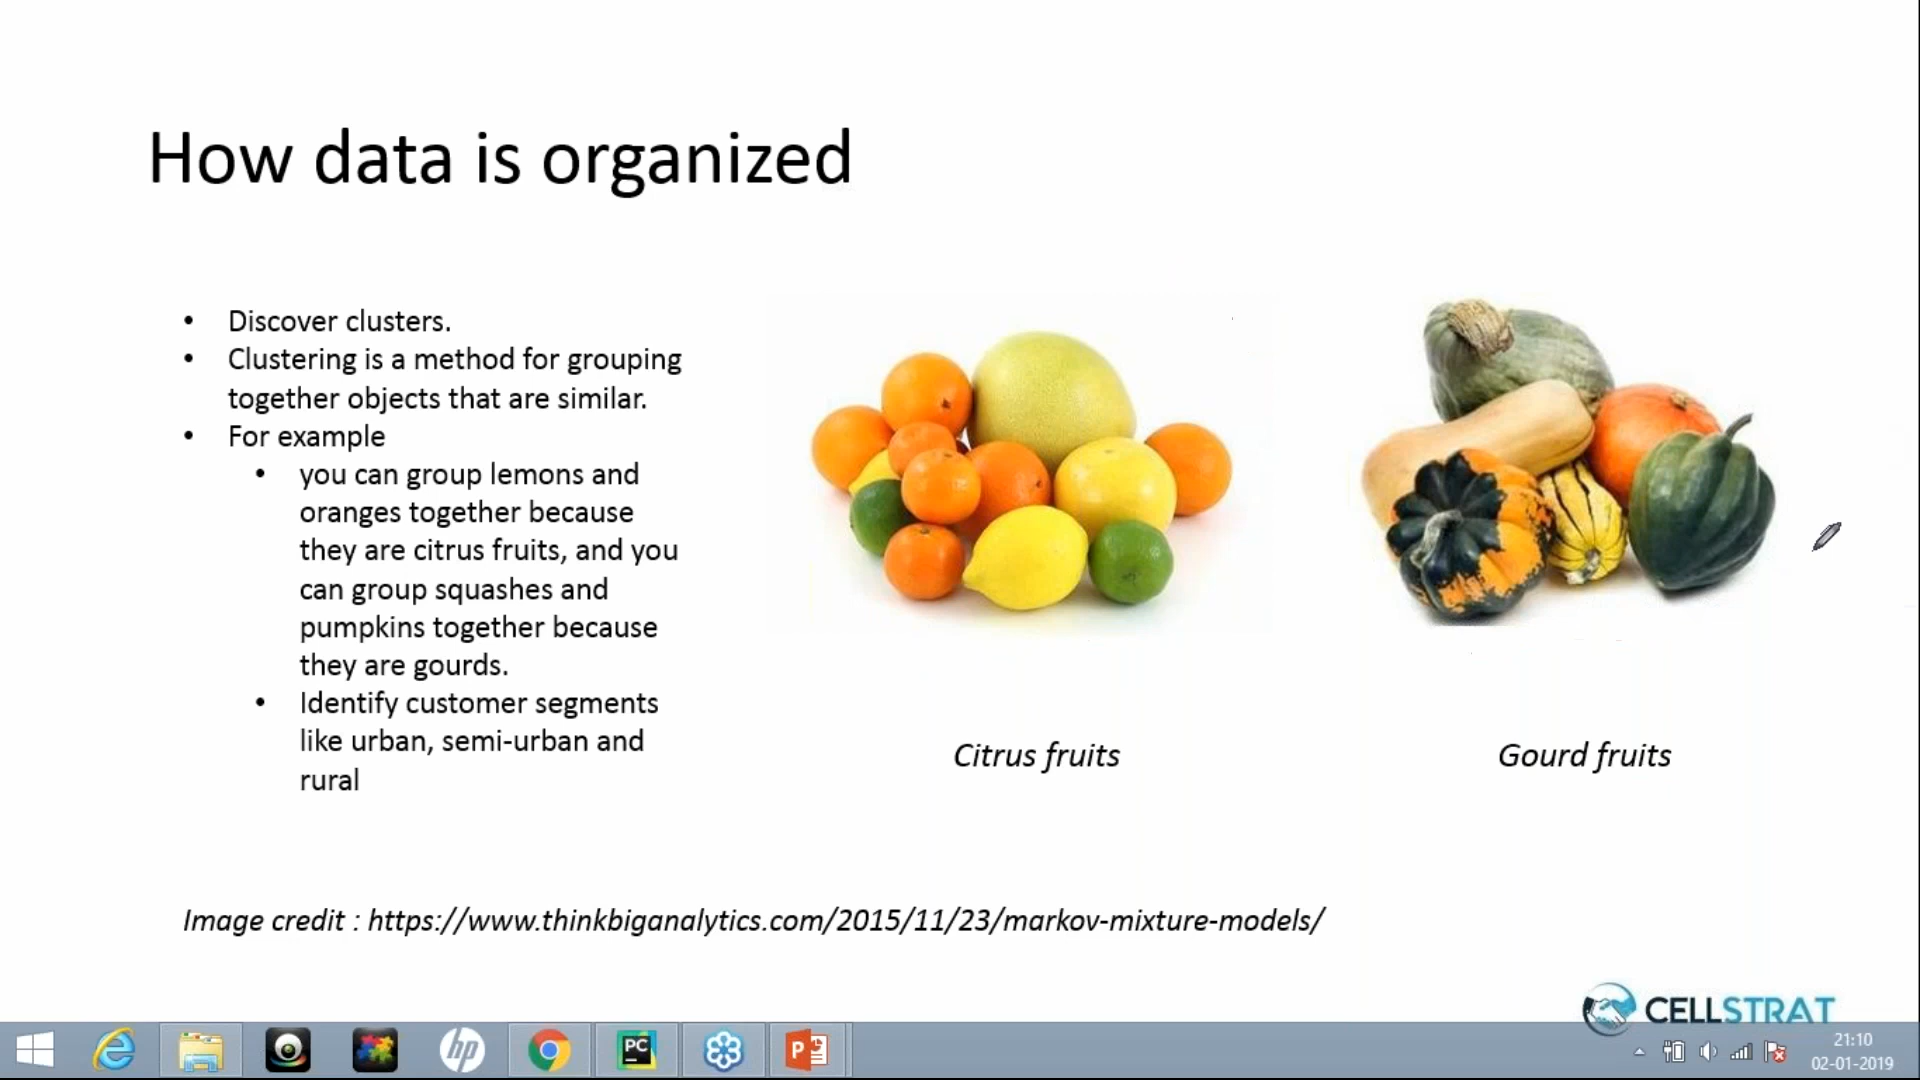 How data is organized
• Discover clusters.
• Clustering is a method for grouping
together objects that are similar.
• For example
• you can group lemons and
oranges together because
they are citrus fruits, and you
can group squashes and
pumpkins together because
they are gourds.
• Identify customer segments
like urban, semi-urban and
rural
Citrus fruits
Gourd fruits
Image credit : https://www.thinkbiganalytics.com/2015/11/23/markov-mixture-models/
CELLSTRAT
hp
PC
P
21:10
02-01-2019